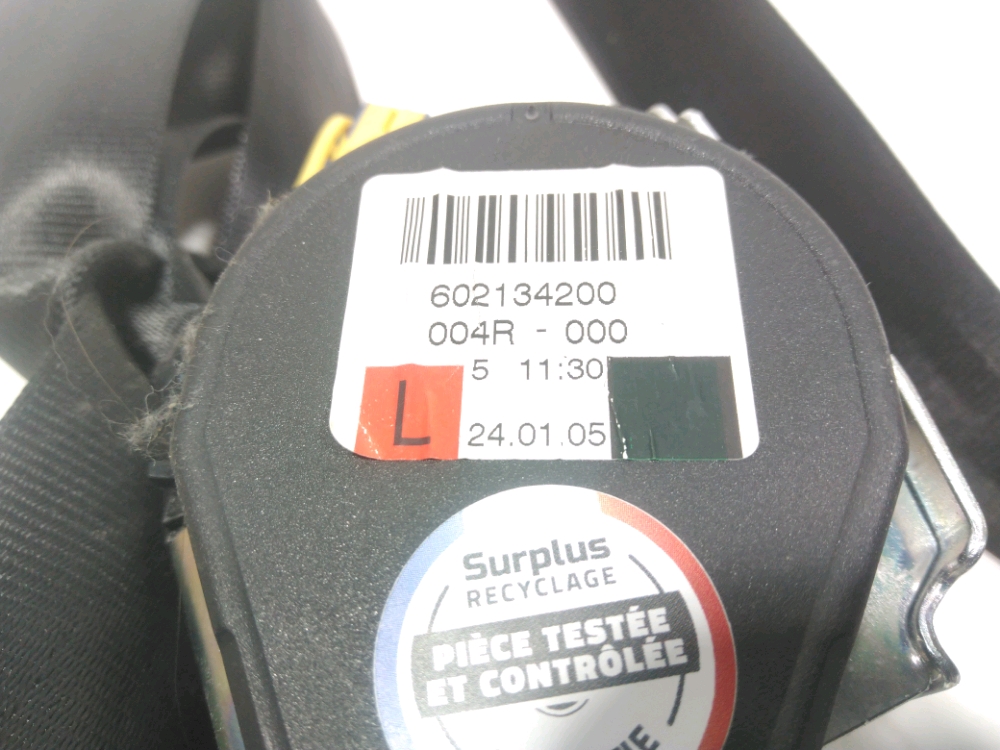 602134200
004R - 000
5 11:30
L
24.01.05
Surplus
RECYCLAGE
PIÈCE TESTÉE
ET CONTRÔLÉE